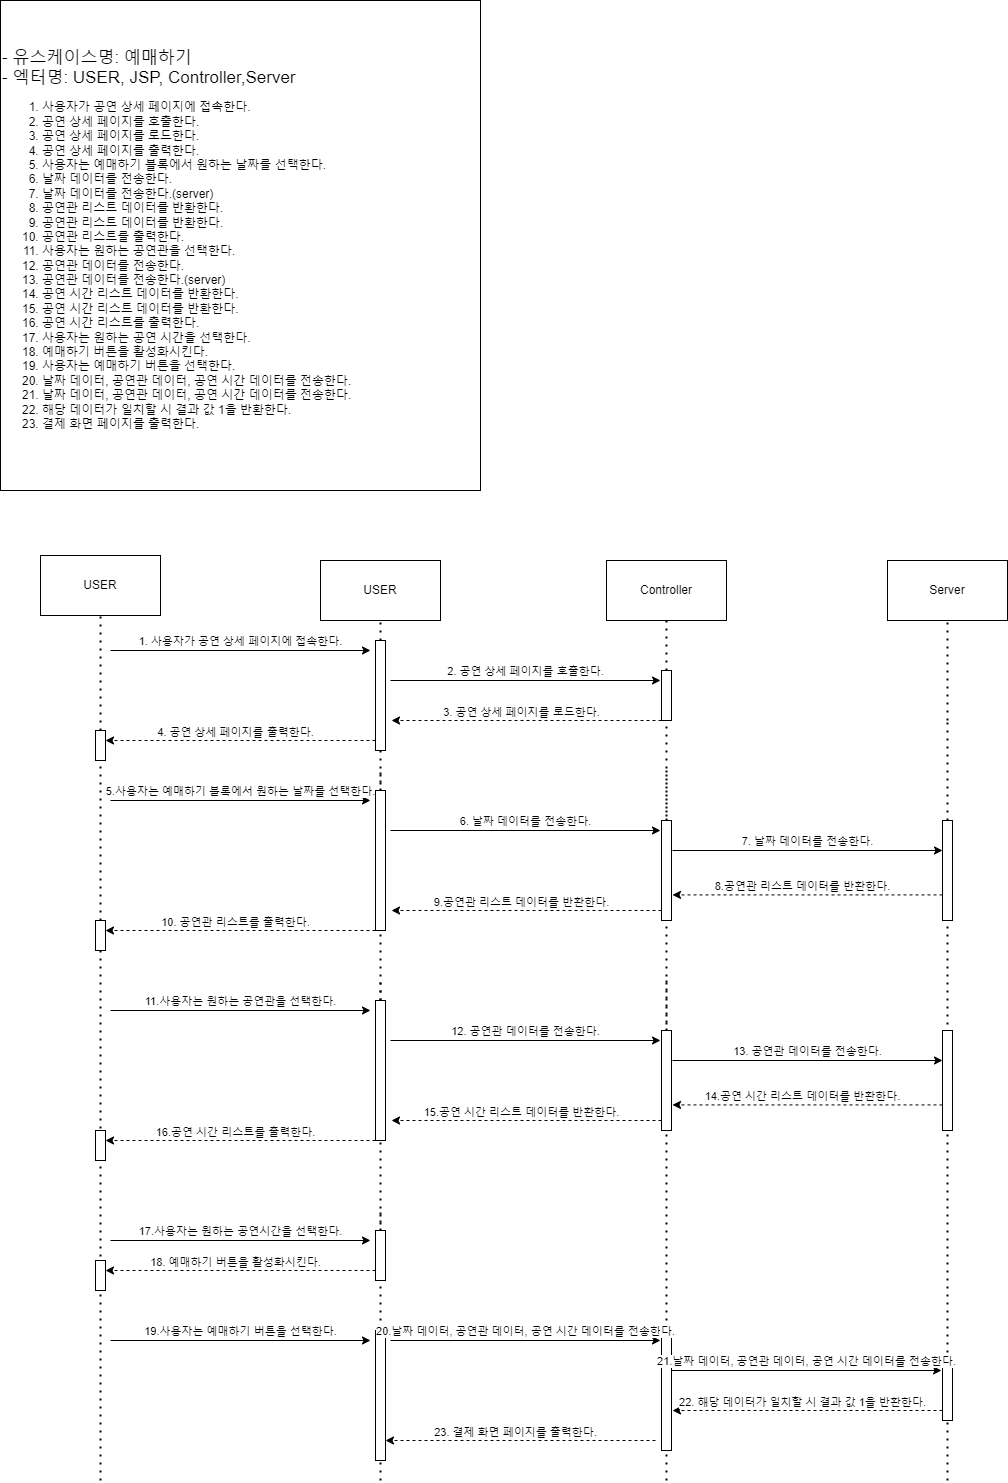 - 유스케이스명: 예매하기
- 엑터명: USER, JSP, Controller,Server
1. 사용자가 공연 상세 페이지에 접속한다.
2. 공연 상세 페이지를 호출한다.
3. 공연 상세 페이지를 로드한다.
4. 공연 상세 페이지를 출력한다.
5. 사용자는 예매하기 블록에서 원하는 날짜를 선택한다.
6. 날짜 데이터를 전송한다.
7. 날짜 데이터를 전송한다.(server)
8. 공연관 리스트 데이터를 반환한다.
9. 공연관 리스트 데이터를 반환한다.
10. 공연관 리스트를 출력한다.
11. 사용자는 원하는 공연관을 선택한다.
12. 공연관 데이터를 전송한다.
13. 공연관 데이터를 전송한다.(server)
14. 공연 시간 리스트 데이터를 반환한다.
15. 공연 시간 리스트 데이터를 반환한다.
16. 공연 시간 리스트를 출력한다.
17. 사용자는 원하는 공연 시간을 선택한다.
18. 예매하기 버튼을 활성화시킨다.
19. 사용자는 예매하기 버튼을 선택한다.
20. 날짜 데이터, 공연관 데이터, 공연 시간 데이터를 전송한다.
21. 날짜 데이터, 공연관 데이터, 공연 시간 데이터를 전송한다.
22. 해당 데이터가 일치할 시 결과 값 1을 반환한다.
23. 결제 화면 페이지를 출력한다.
USER
USER
Controller
Server
1. 사용자가 공연 상세 페이지에 접속한다.
2. 공연 상세 페이지를 호출한다.
3. 공연 상세 페이지를 로드한다.
4. 공연 상세 페이지를 출력한다.
5.사용자는 예매하기 블록에서 원하는 날짜를 선택한다.
6. 날짜 데이터를 전송한다.
7. 날짜 데이터를 전송한다.
8.공연관 리스트 데이터를 반환한다.
9.공연관 리스트 데이터를 반환한다.
10. 공연관 리스트를 출력한다.
11.사용자는 원하는 공연관을 선택한다.
12. 공연관 데이터를 전송한다.
13. 공연관 데이터를 전송한다.
14.공연 시간 리스트 데이터를 반환한다.
15.공연 시간 리스트 데이터를 반환한다.
16.공연 시간 리스트를 출력한다.
17.사용자는 원하는 공연시간을 선택한다.
18. 예매하기 버튼을 활성화시킨다.
19.사용자는 예매하기 버튼을 선택한다.
20.날짜 데이터, 공연관 데이터, 공연 시간 데이터를 전송한다.
21.날짜 데이터, 공연관 데이터, 공연 시간 데이터를 전송한다.
22. 해당 데이터가 일치할 시 결과 값 1을 반환한다.
23. 결제 화면 페이지를 출력한다.